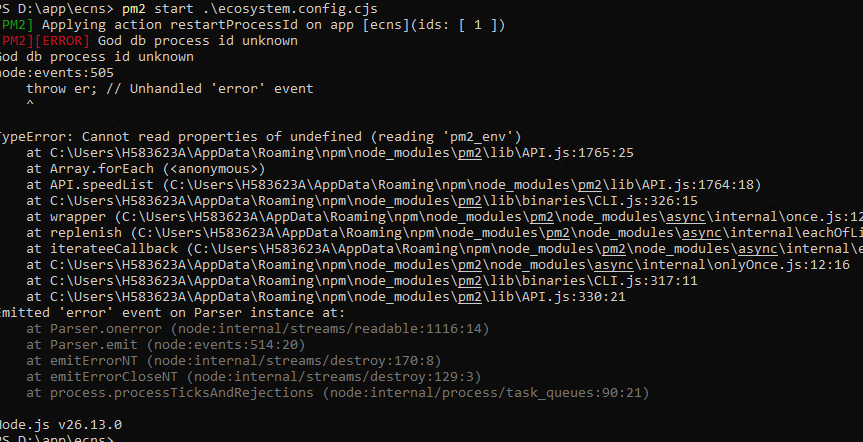 PS D:\app\ecns> pm2 start .\ecosystem.config.cjs
[PM2] Applying action restartProcessId on app [ecns](ids: [ 1 ])
[PM2][ERROR] God db process id unknown
God db process id unknown
node:events:505
    throw er; // Unhandled 'error' event
    ^

TypeError: Cannot read properties of undefined (reading 'pm2_env')
    at C:\Users\H583623A\AppData\Roaming\npm\node_modules\pm2\lib\API.js:1765:25
    at Array.forEach (<anonymous>)
    at API.speedList (C:\Users\H583623A\AppData\Roaming\npm\node_modules\pm2\lib\API.js:1764:18)
    at C:\Users\H583623A\AppData\Roaming\npm\node_modules\pm2\lib\binaries\CLI.js:326:15
    at wrapper (C:\Users\H583623A\AppData\Roaming\npm\node_modules\pm2\node_modules\async\internal\once.js:12
    at replenish (C:\Users\H583623A\AppData\Roaming\npm\node_modules\pm2\node_modules\async\internal\eachOfLi
    at iterateeCallback (C:\Users\H583623A\AppData\Roaming\npm\node_modules\pm2\node_modules\async\internal\e
    at C:\Users\H583623A\AppData\Roaming\npm\node_modules\pm2\node_modules\async\internal\onlyOnce.js:12:16
    at C:\Users\H583623A\AppData\Roaming\npm\node_modules\pm2\lib\binaries\CLI.js:317:11
    at C:\Users\H583623A\AppData\Roaming\npm\node_modules\pm2\lib\API.js:330:21
Emitted 'error' event on Parser instance at:
    at Parser.onerror (node:internal/streams/readable:1116:14)
    at Parser.emit (node:events:514:20)
    at emitErrorNT (node:internal/streams/destroy:170:8)
    at emitErrorCloseNT (node:internal/streams/destroy:129:3)
    at process.processTicksAndRejections (node:internal/process/task_queues:90:21)

Node.js v26.13.0
PS D:\app\ecns>